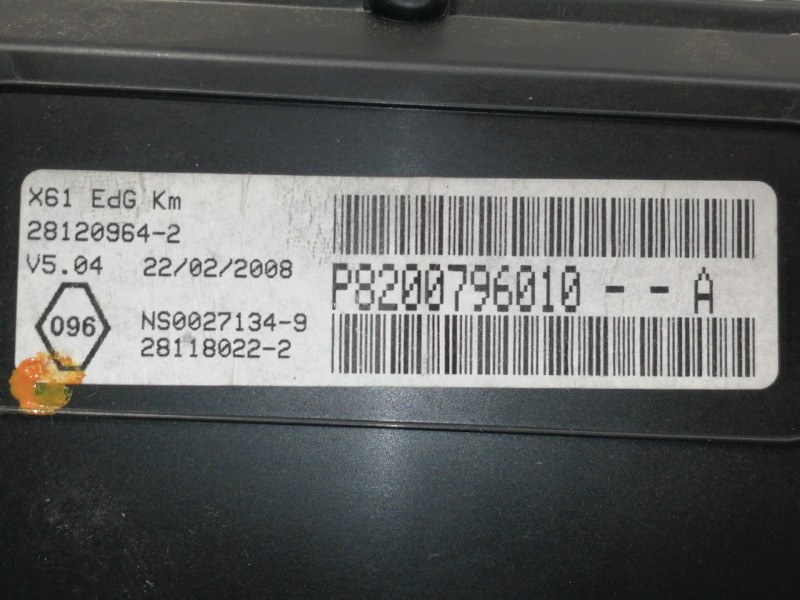 X61 EdG Km
28120964-2
V5.04 22/02/2008
096
NS0027134-9
28118022-2
P8200796010 - - A